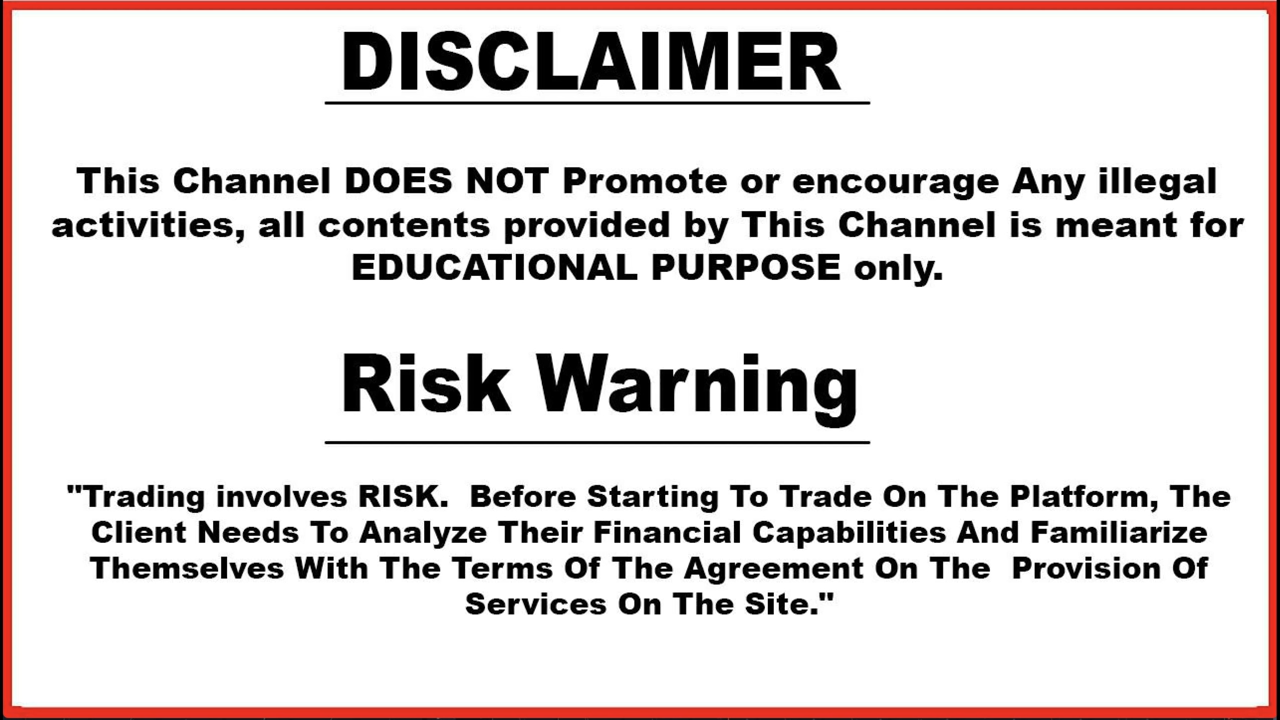 DISCLAIMER
This Channel DOES NOT Promote or encourage Any illegal
activities, all contents provided by This Channel is meant for
EDUCATIONAL PURPOSE only.
Risk Warning
"Trading involves RISK.  Before Starting To Trade On The Platform, The
Client Needs To Analyze Their Financial Capabilities And Familiarize
Themselves With The Terms Of The Agreement On The  Provision Of
Services On The Site."